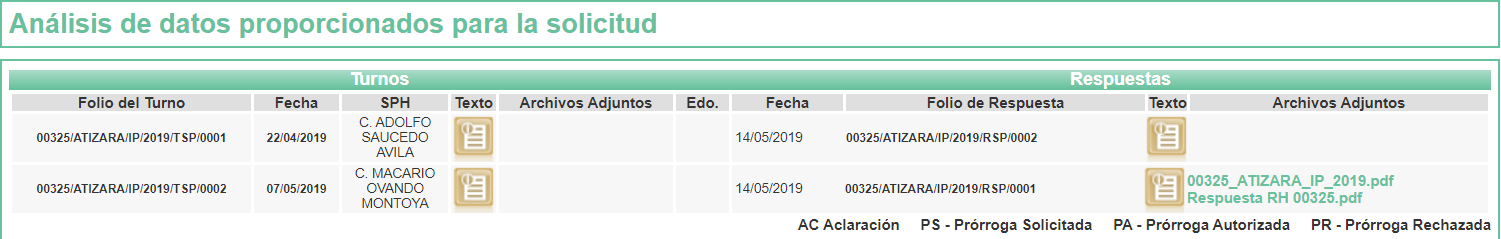 Análisis de datos proporcionados para la solicitud
Turnos Respuestas
Folio del Turno Fecha SPH Texto Archivos Adjuntos Edo. Fecha Folio de Respuesta Texto Archivos Adjuntos
00325/ATIZARA/IP/2019/TSP/0001 22/04/2019 C. ADOLFO SAUCEDO AVILA 14/05/2019 00325/ATIZARA/IP/2019/RSP/0002
00325/ATIZARA/IP/2019/TSP/0002 07/05/2019 C. MACARIO OVANDO MONTOYA 14/05/2019 00325/ATIZARA/IP/2019/RSP/0001 00325_ATIZARA_IP_2019.pdf
Respuesta RH 00325.pdf
AC Aclaración PS - Prórroga Solicitada PA - Prórroga Autorizada PR - Prórroga Rechazada